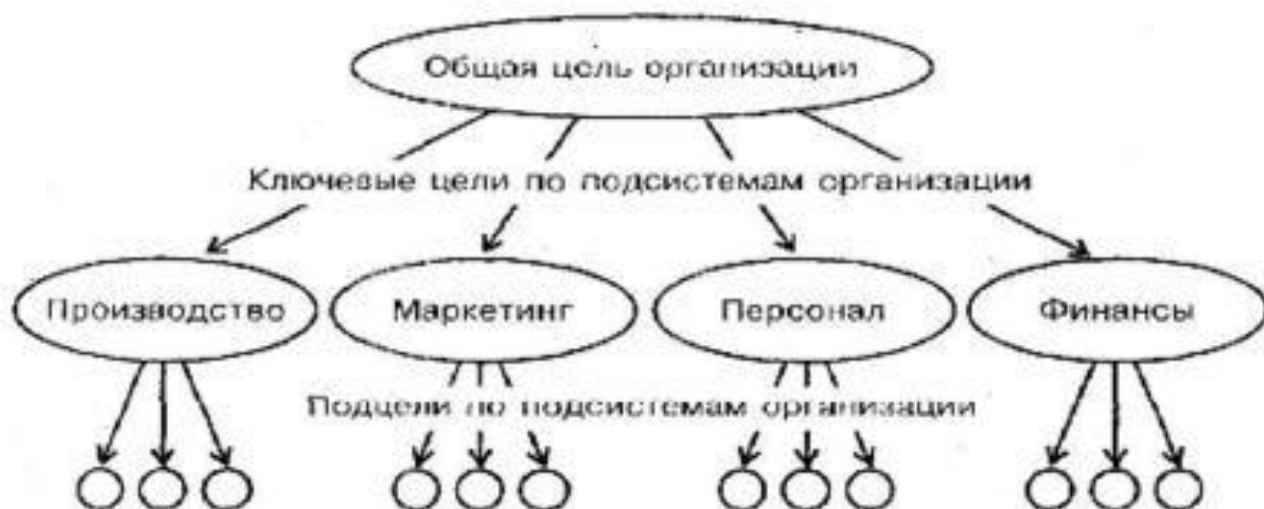 Общая цель организации
Ключевые цели по подсистемам организации
Производство Маркетинг Персонал Финансы
Подцели по подсистемам организации